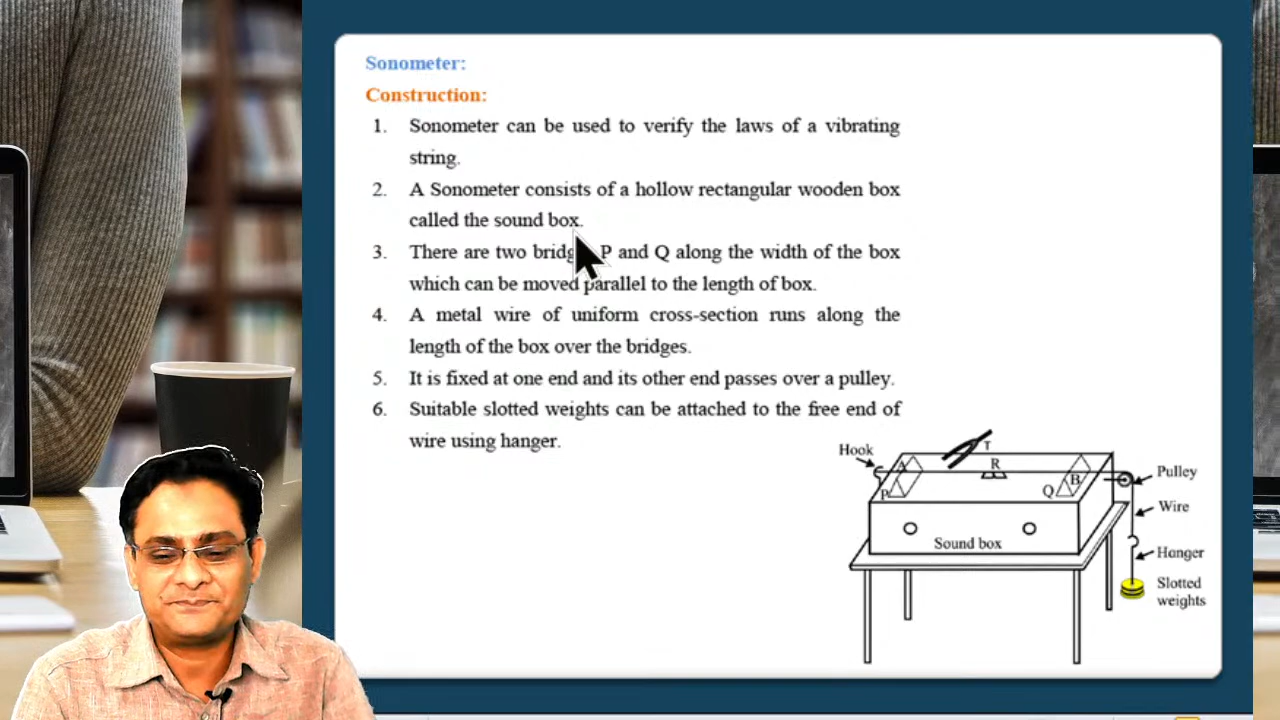 Sonometer:
Construction:
1. Sonometer can be used to verify the laws of a vibrating
string.
2. A Sonometer consists of a hollow rectangular wooden box
called the sound box.
3. There are two P and Q along the width of the box
which can be moved parallel to the length of box.
4. A metal wire of uniform cross-section runs along the
length of the box over the bridges.
5. It is fixed at one end and its other end passes over a pulley.
6. Suitable slotted weights can be attached to the free end of
wire using hanger.
Hook
T
A
R
P
Q
B
Pulley
Wire
Sound box
Hanger
Slotted
weights